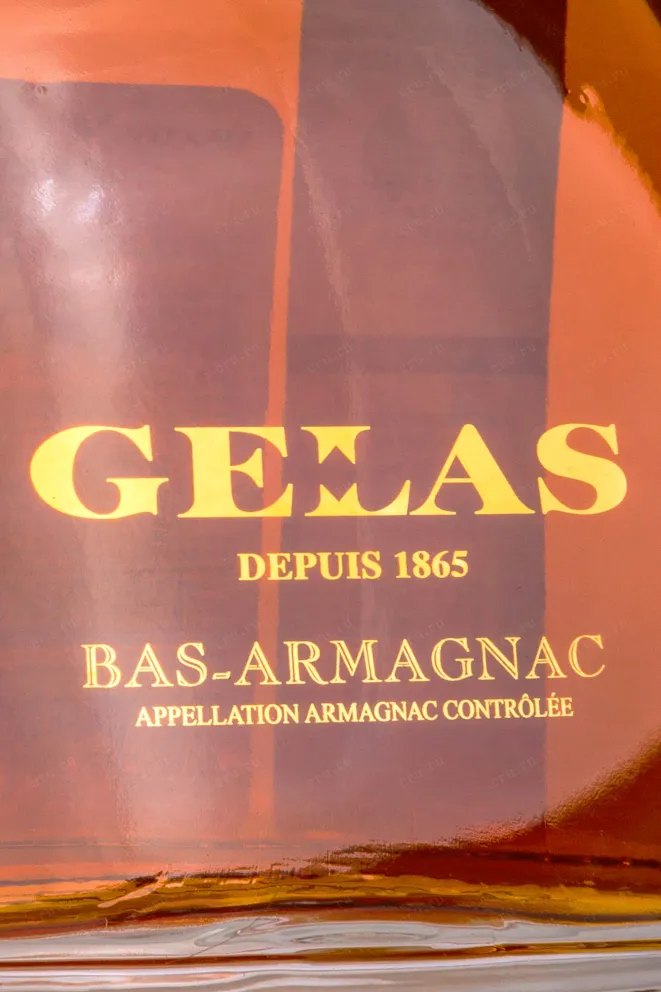 GELAS
DEPUIS 1865
BAS-ARMAGNAC
APPELLATION ARMAGNAC CONTRÔLÉE